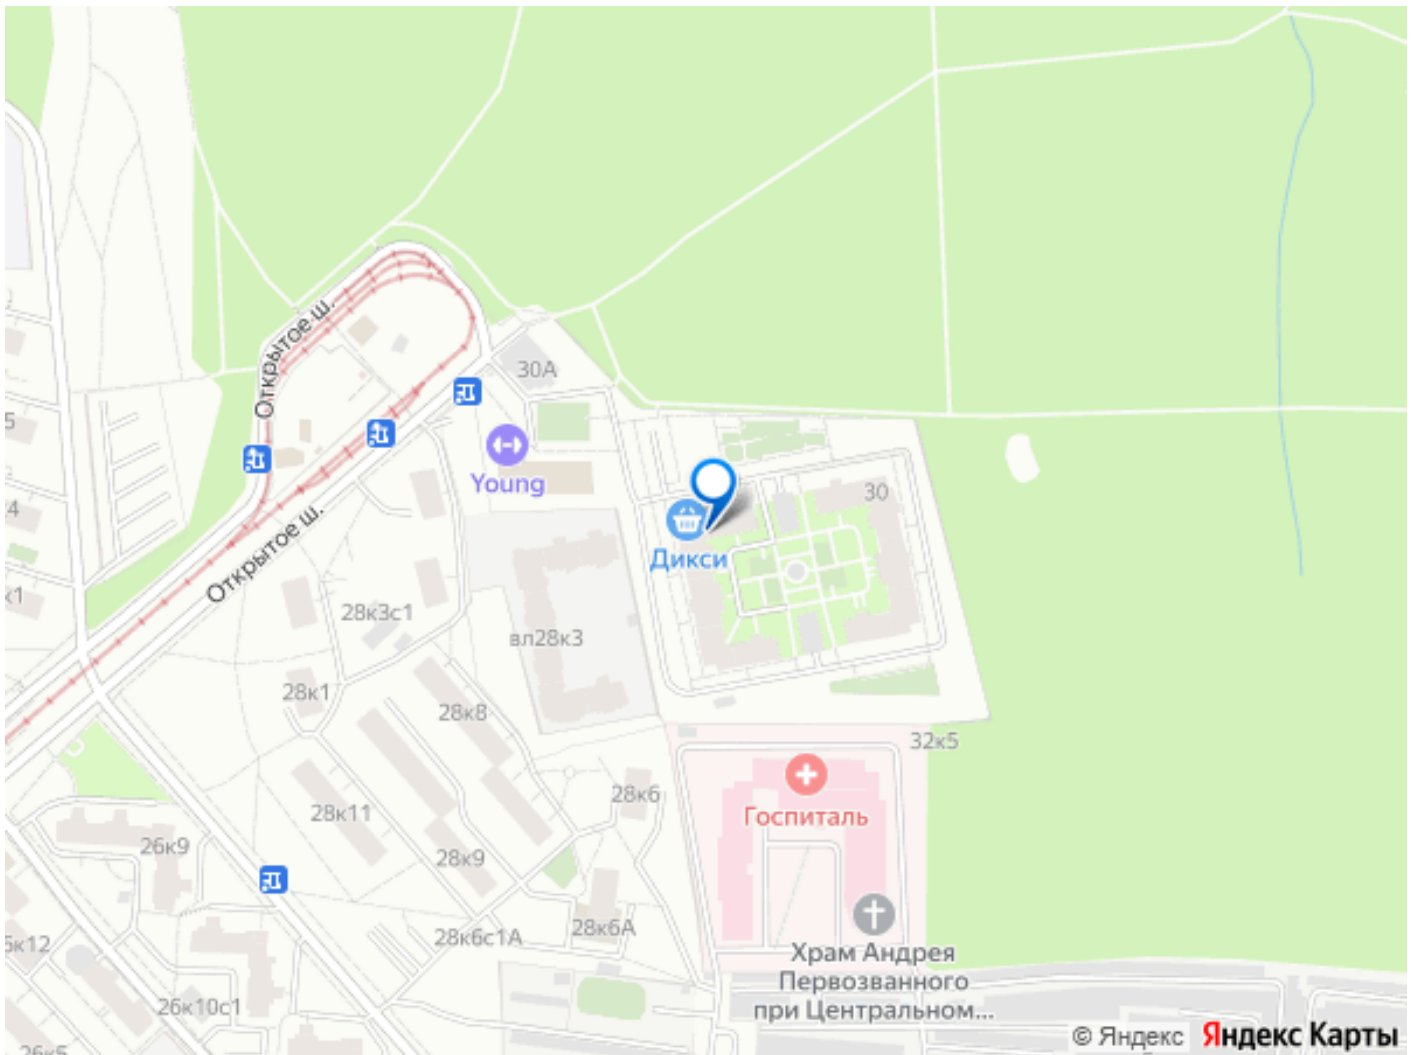 Открытое ш.
30А
Young
30
Дикси
Открытое ш.
28к3с1
вл28к3
28к1
28к8
32к5
28к6
Госпиталь
28к11
26к9
28к9
28к6А
28к6с1А
Храм Андрея
Первозванного
при Центральном...
26к10с1
© Яндекс Яндекс Карты